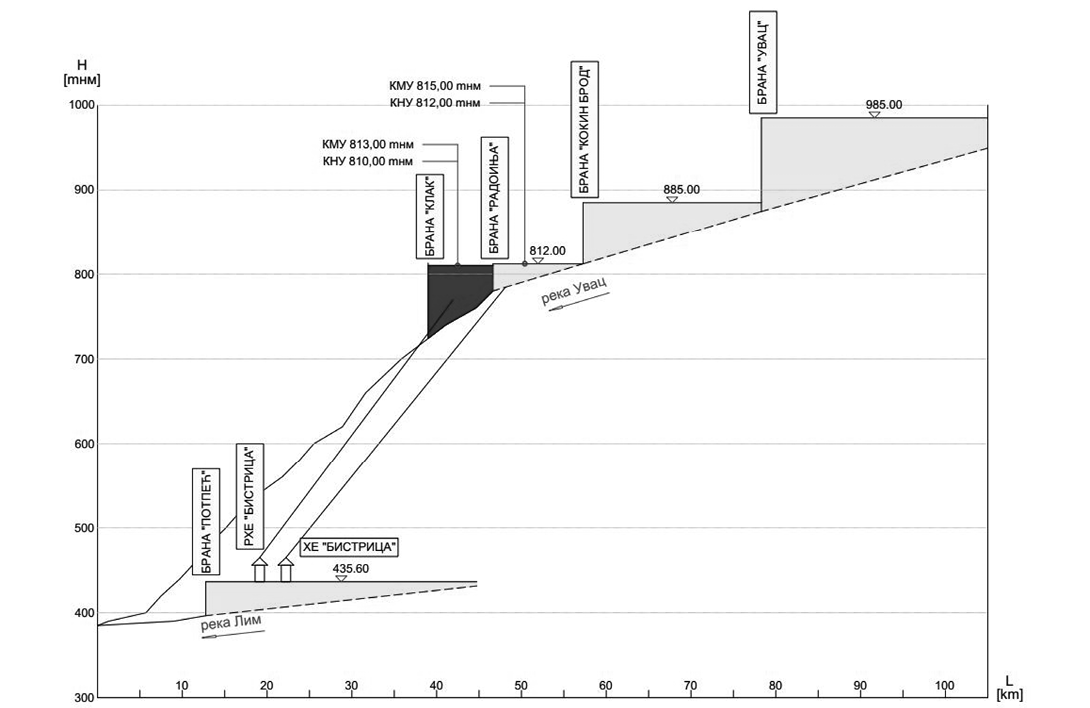 H
[mнм]
1000
900
800
700
600
500
400
300
БРАНА "УВАЦ"
985.00
КМУ 815,00 mнм
КНУ 812,00 mнм
БРАНА "КОКИН БРОД"
КМУ 813,00 mнм
КНУ 810,00 mнм
БРАНА "РАДОИЊА"
БРАНА "КЛАК"
885.00
812.00
река Увац
РХЕ "БИСТРИЦА"
БРАНА "ПОТПЕЋ"
ХЕ "БИСТРИЦА"
435.60
река Лим
10
20
30
40
50
60
70
80
90
100
L
[km]